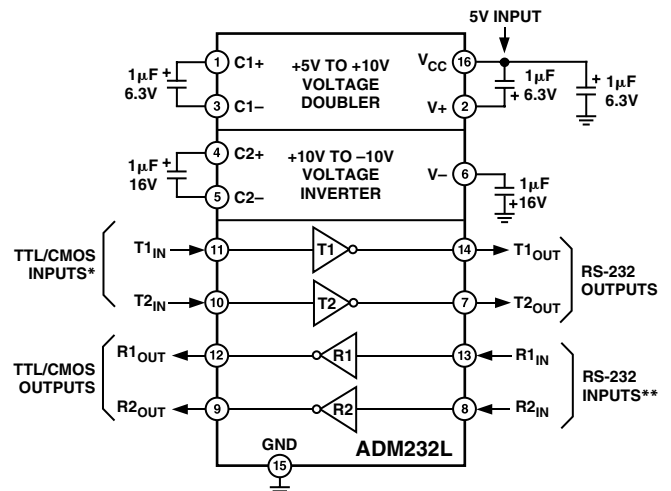 5V INPUT
1μF +
6.3V
1
C1+
3
C1–
+5V TO +10V
VOLTAGE
DOUBLER
VCC
16
V+
2
1μF
+ 6.3V
+ 1μF
6.3V
1μF +
16V
4
C2+
5
C2–
+10V TO –10V
VOLTAGE
INVERTER
V–
6
1μF
+16V
TTL/CMOS
INPUTS*
T1IN
11
T1
14
T1OUT
T2IN
10
T2
7
T2OUT
RS-232
OUTPUTS
TTL/CMOS
OUTPUTS
R1OUT
12
R1
13
R1IN
R2OUT
9
R2
8
R2IN
RS-232
INPUTS**
GND
15
ADM232L